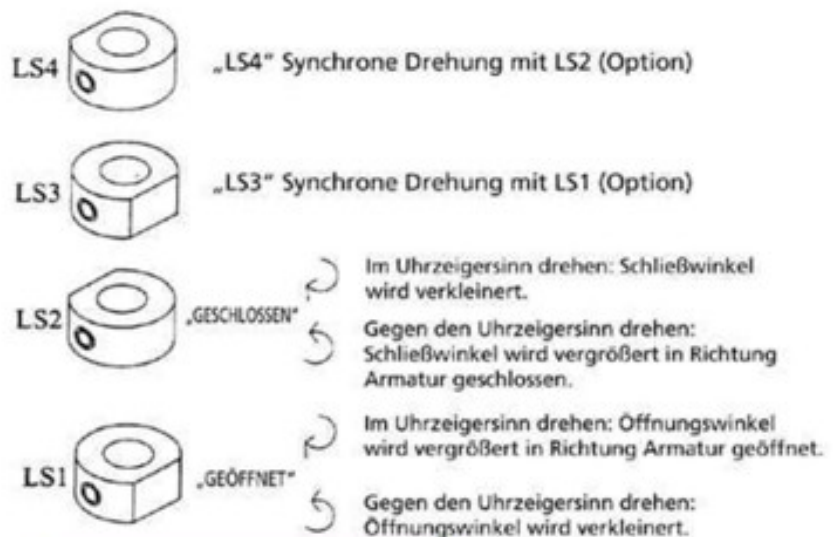 LS4
„LS4“ Synchrone Drehung mit LS2 (Option)
LS3
„LS3“ Synchrone Drehung mit LS1 (Option)
LS2
„GESCHLOSSEN“
Im Uhrzeigersinn drehen: Schließwinkel
wird verkleinert.
Gegen den Uhrzeigersinn drehen:
Schließwinkel wird vergrößert in Richtung
Armatur geschlossen.
LS1
„GEÖFFNET“
Im Uhrzeigersinn drehen: Öffnungswinkel
wird vergrößert in Richtung Armatur geöffnet.
Gegen den Uhrzeigersinn drehen:
Öffnungswinkel wird verkleinert.